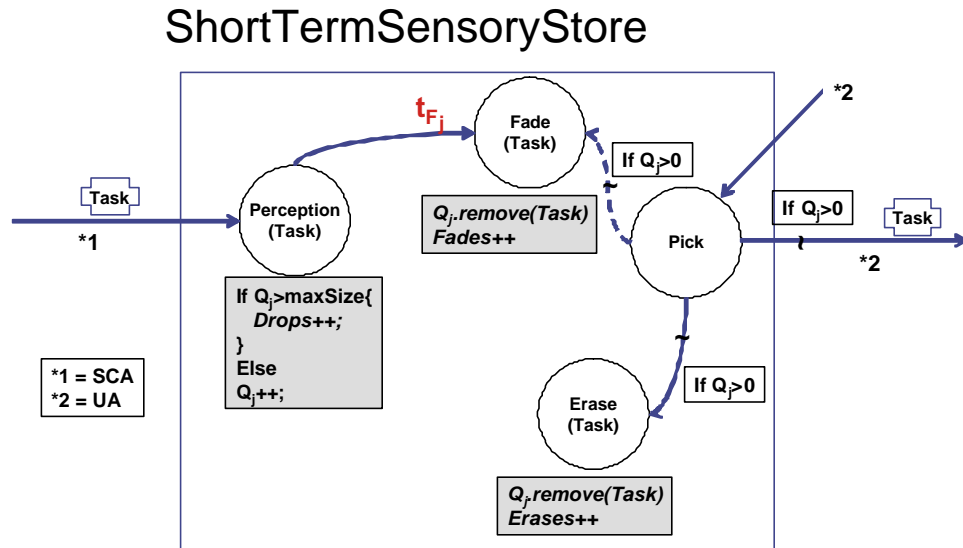 ShortTermSensoryStore
*2
t_Fj
Fade
(Task)
If Qj>0
Task
Perception
(Task)
*1
Qj.remove(Task)
Fades++
Pick
If Qj>0
Task
*2
If Qj>maxSize{
Drops++;
}
Else
Qj++;
*1 = SCA
*2 = UA
If Qj>0
Erase
(Task)
Qj.remove(Task)
Erases++